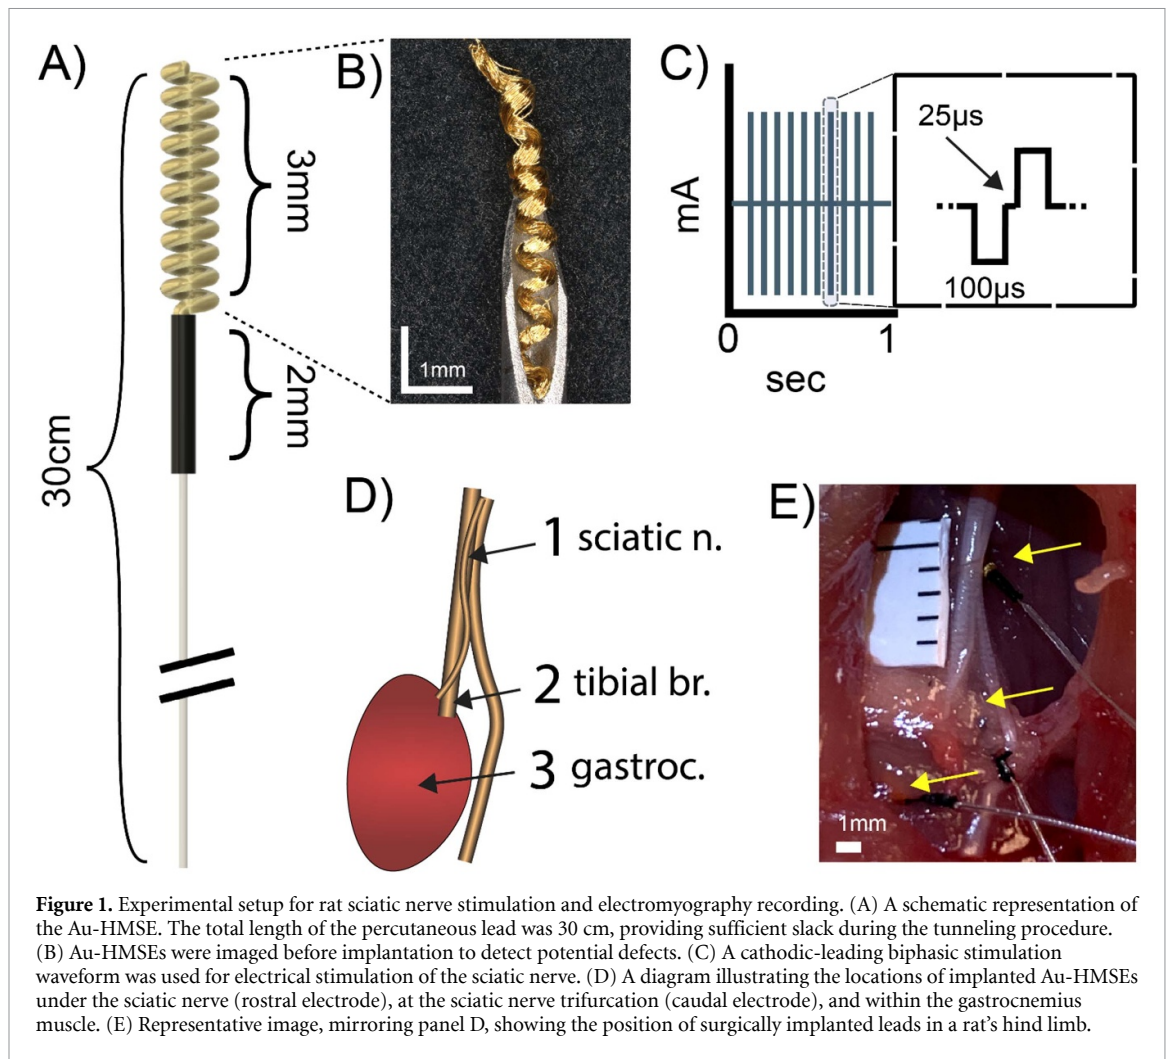 A)
3mm
2mm
30cm
B)
1mm
C)
mA
25µs
100µs
0
1
sec
D)
1 sciatic n.
2 tibial br.
3 gastroc.
E)
1mm
Figure 1. Experimental setup for rat sciatic nerve stimulation and electromyography recording. (A) A schematic representation of
the Au-HMSE. The total length of the percutaneous lead was 30 cm, providing sufficient slack during the tunneling procedure.
(B) Au-HMSEs were imaged before implantation to detect potential defects. (C) A cathodic-leading biphasic stimulation
waveform was used for electrical stimulation of the sciatic nerve. (D) A diagram illustrating the locations of implanted Au-HMSEs
under the sciatic nerve (rostral electrode), at the sciatic nerve trifurcation (caudal electrode), and within the gastrocnemius
muscle. (E) Representative image, mirroring panel D, showing the position of surgically implanted leads in a rat's hind limb.